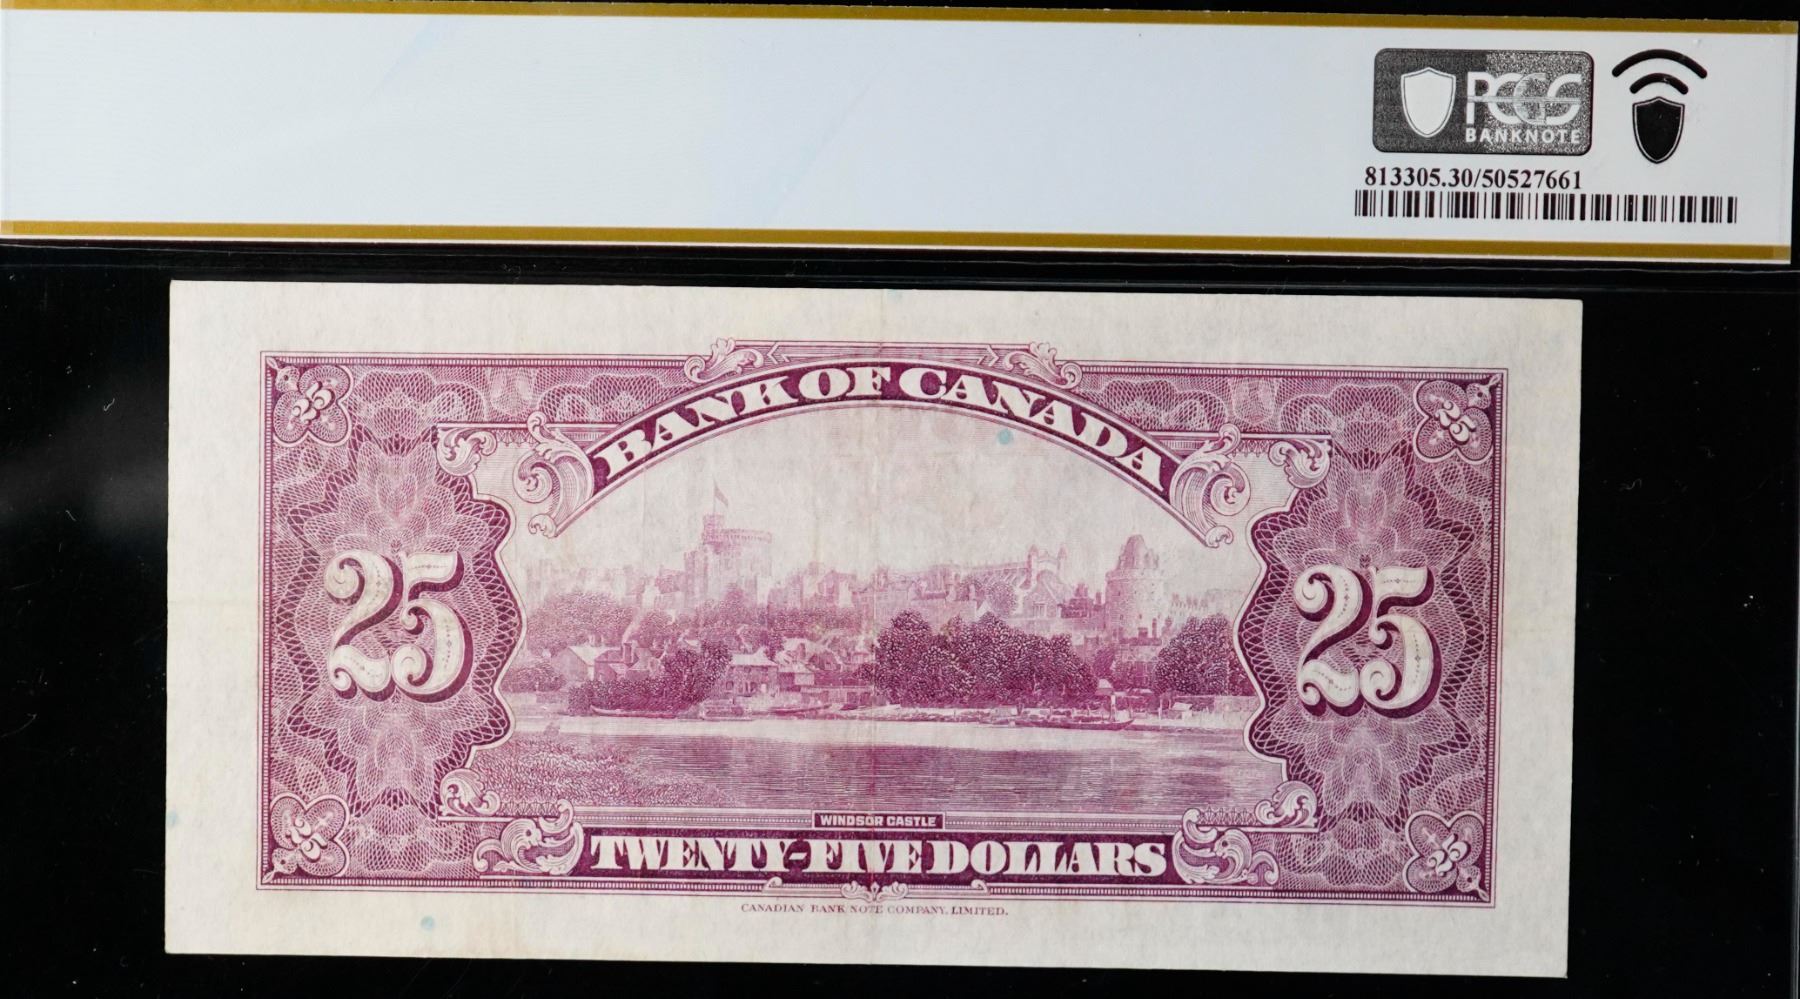 PCGS
BANKNOTE
813305.30/50527661
BANK OF CANADA
25 25
25 25
WINDSOR CASTLE
TWENTY-FIVE DOLLARS
25 25
CANADIAN BANK NOTE COMPANY, LIMITED.